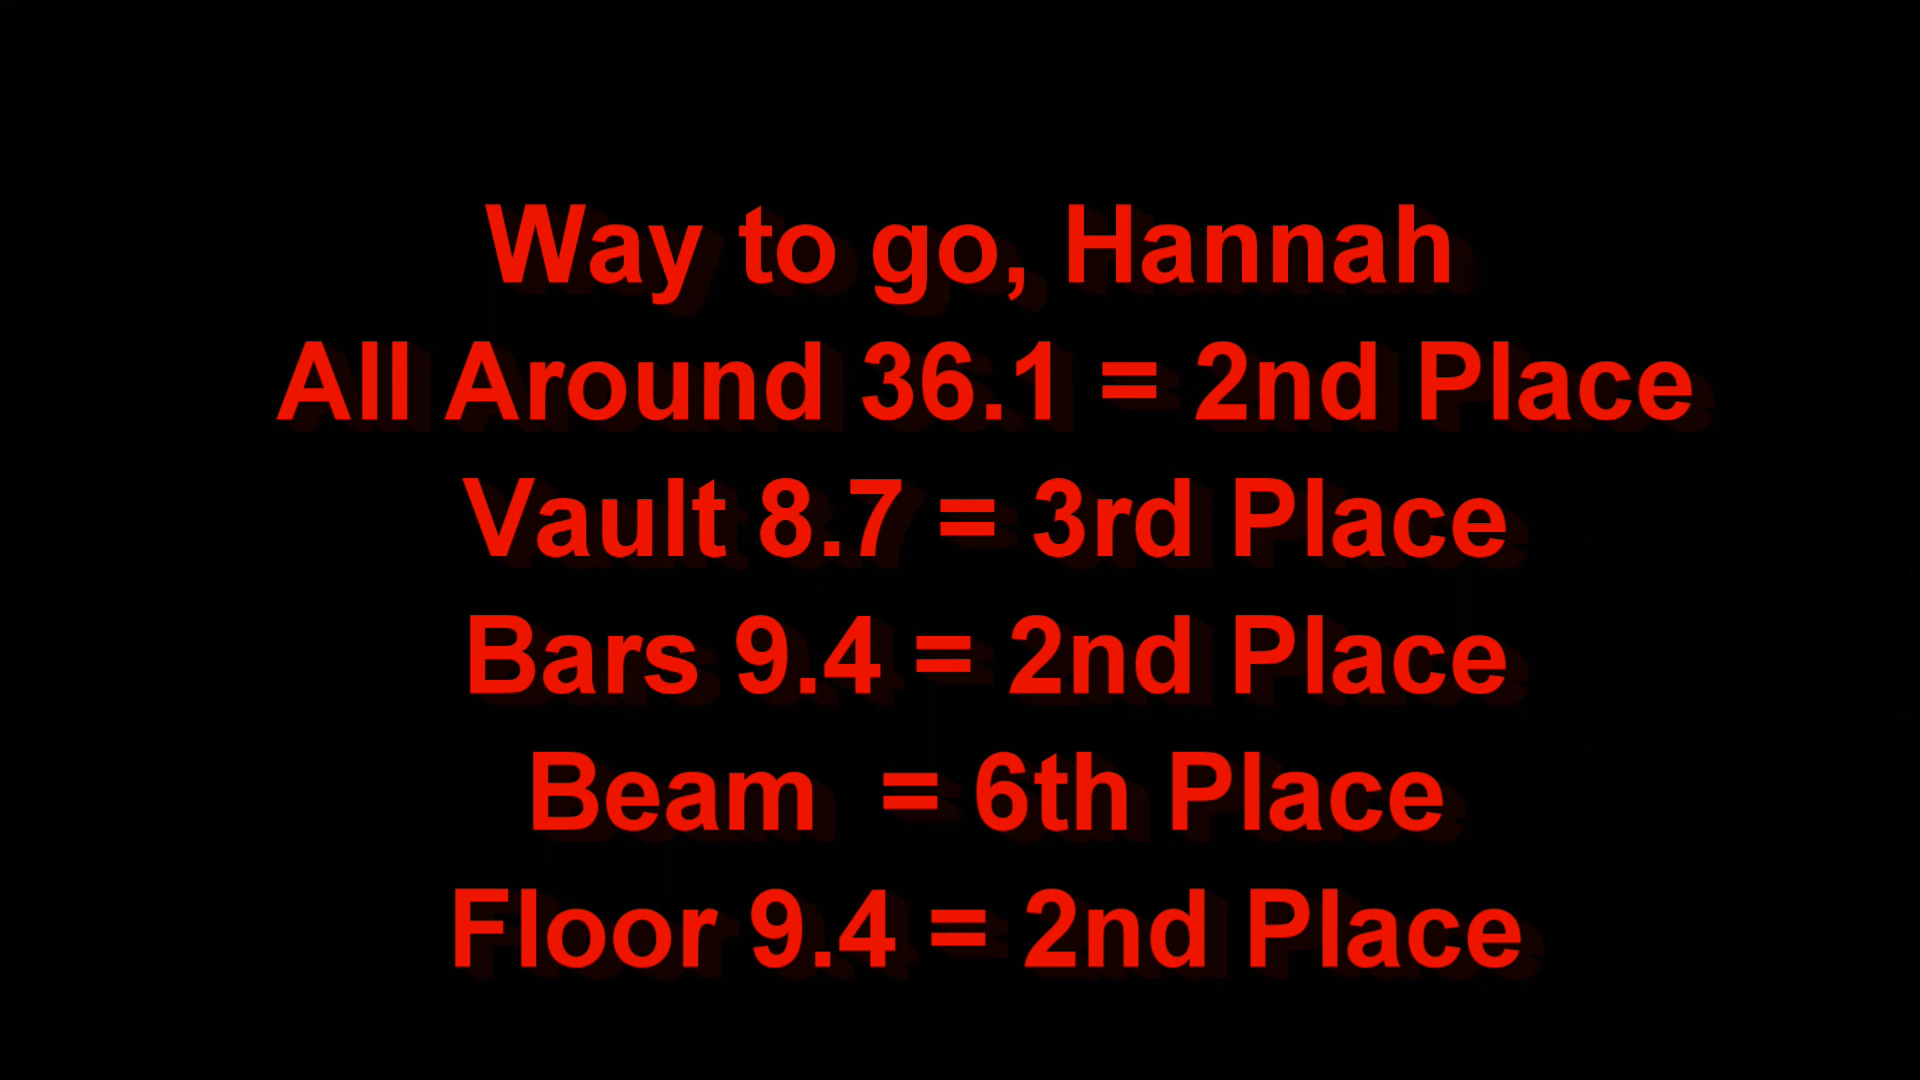 Way to go, Hannah
All Around 36.1 = 2nd Place
Vault 8.7 = 3rd Place
Bars 9.4 = 2nd Place
Beam  = 6th Place
Floor 9.4 = 2nd Place